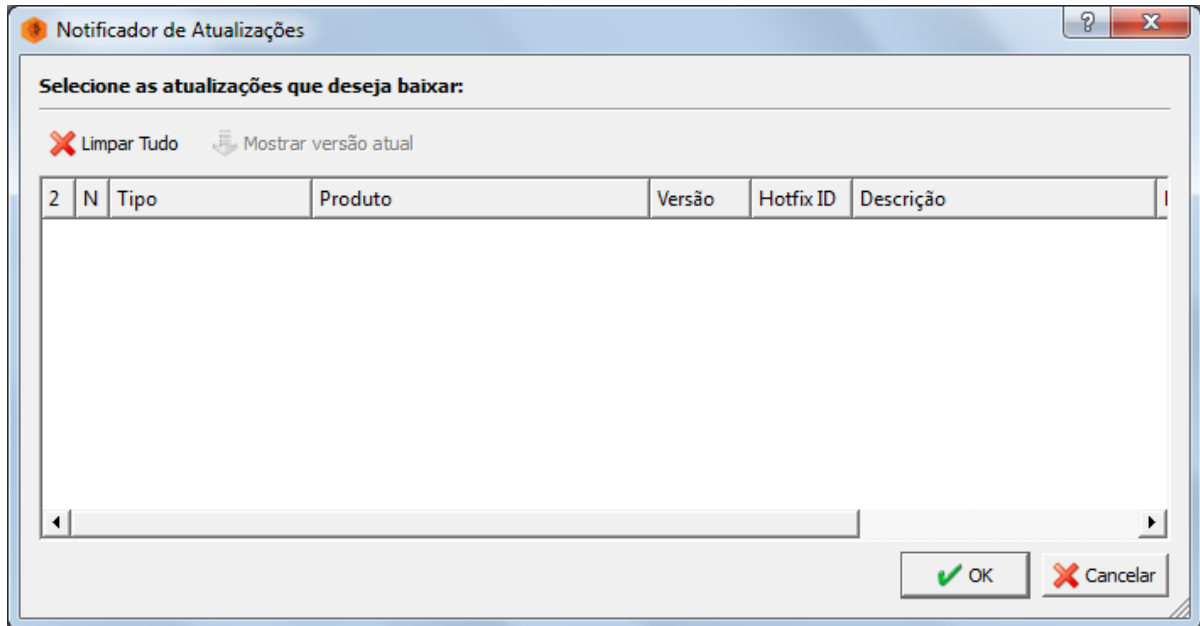 Notificador de Atualizações
Selecione as atualizações que deseja baixar:
Limpar Tudo Mostrar versão atual
2 N Tipo Produto Versão Hotfix ID Descrição
OK Cancelar